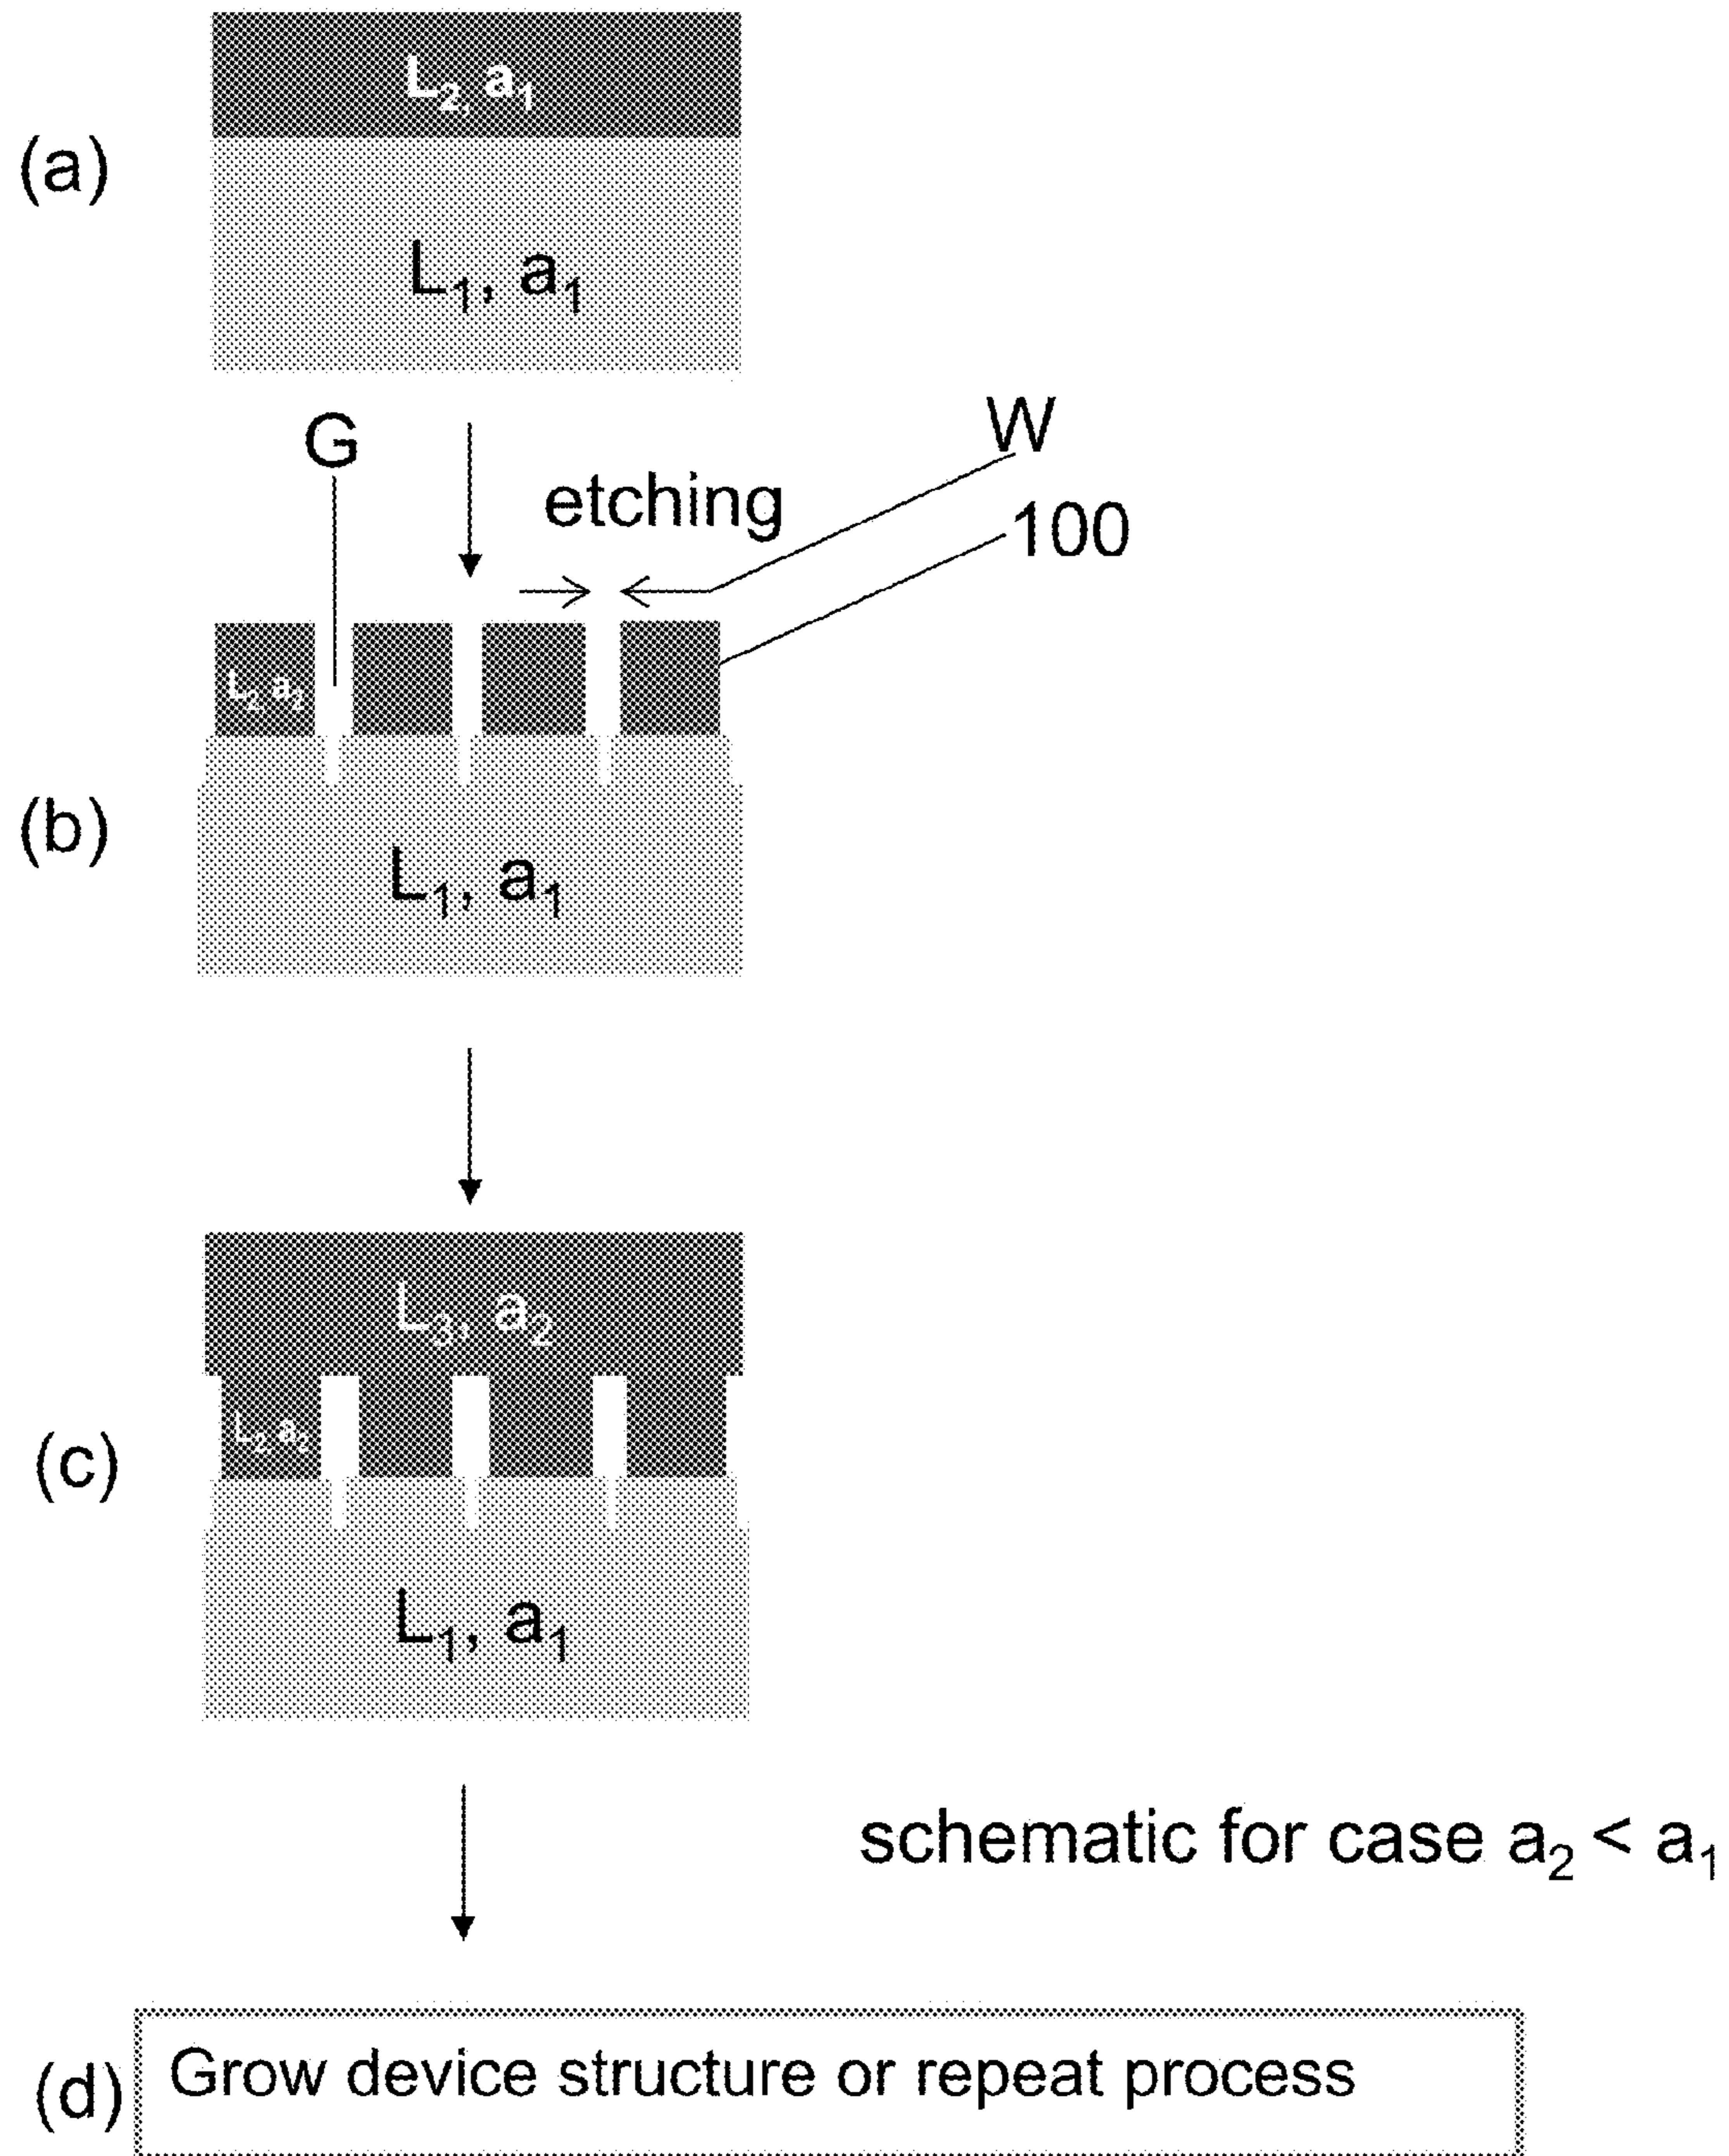 (a)
L₂, a₁
L₁, a₁
G
etching
W
100
(b)
L₂, a₂
L₁, a₁
(c)
L₃, a₂
L₂, a₂
L₁, a₁
schematic for case a₂ < a₁
(d)
Grow device structure or repeat process